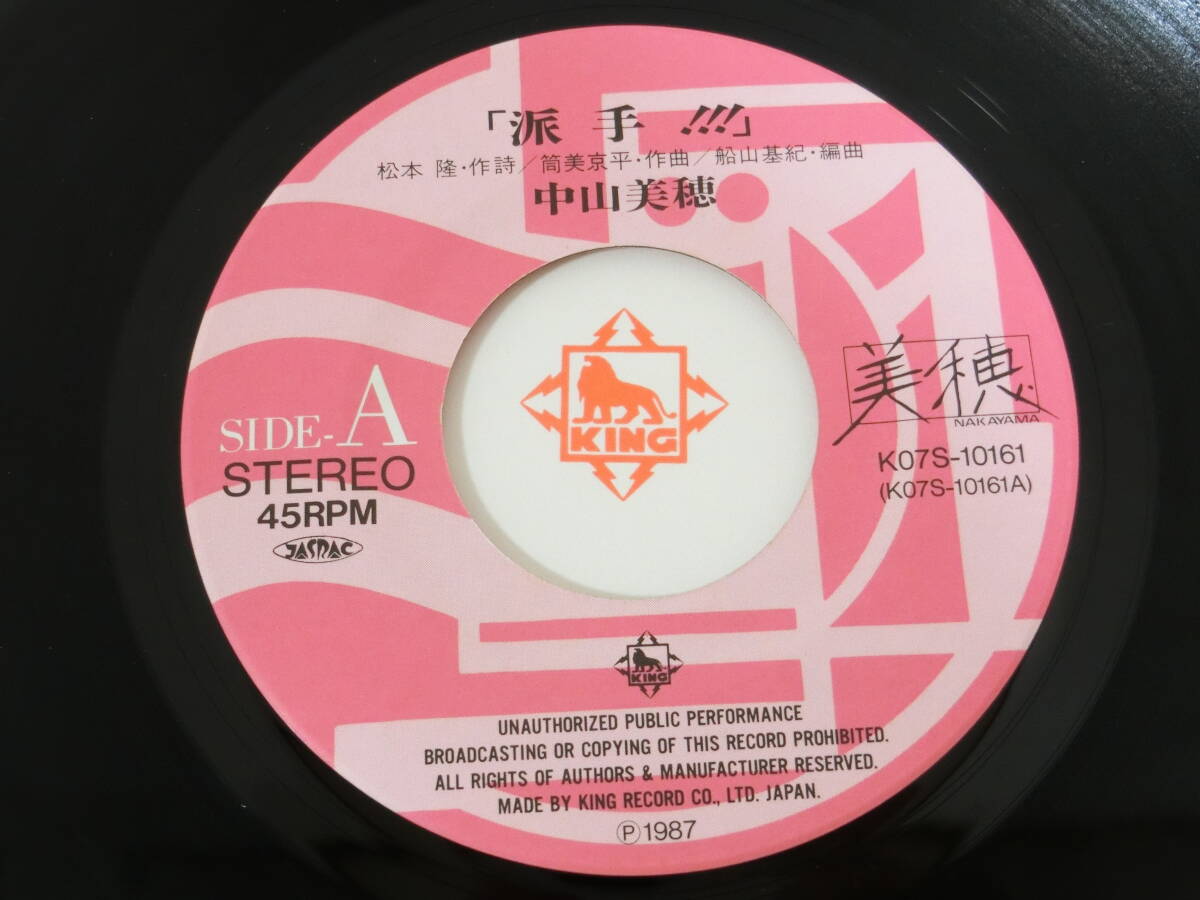 「派手!!!」
松本 隆・作詩／筒美京平・作曲／船山基紀・編曲
中山美穂
KING
美穂
NAKAYAMA
SIDE-A
STEREO
45RPM
JASRAC
K07S-10161
(K07S-10161A)
KING
UNAUTHORIZED PUBLIC PERFORMANCE
BROADCASTING OR COPYING OF THIS RECORD PROHIBITED.
ALL RIGHTS OF AUTHORS & MANUFACTURER RESERVED.
MADE BY KING RECORD CO., LTD. JAPAN.
Ⓟ1987